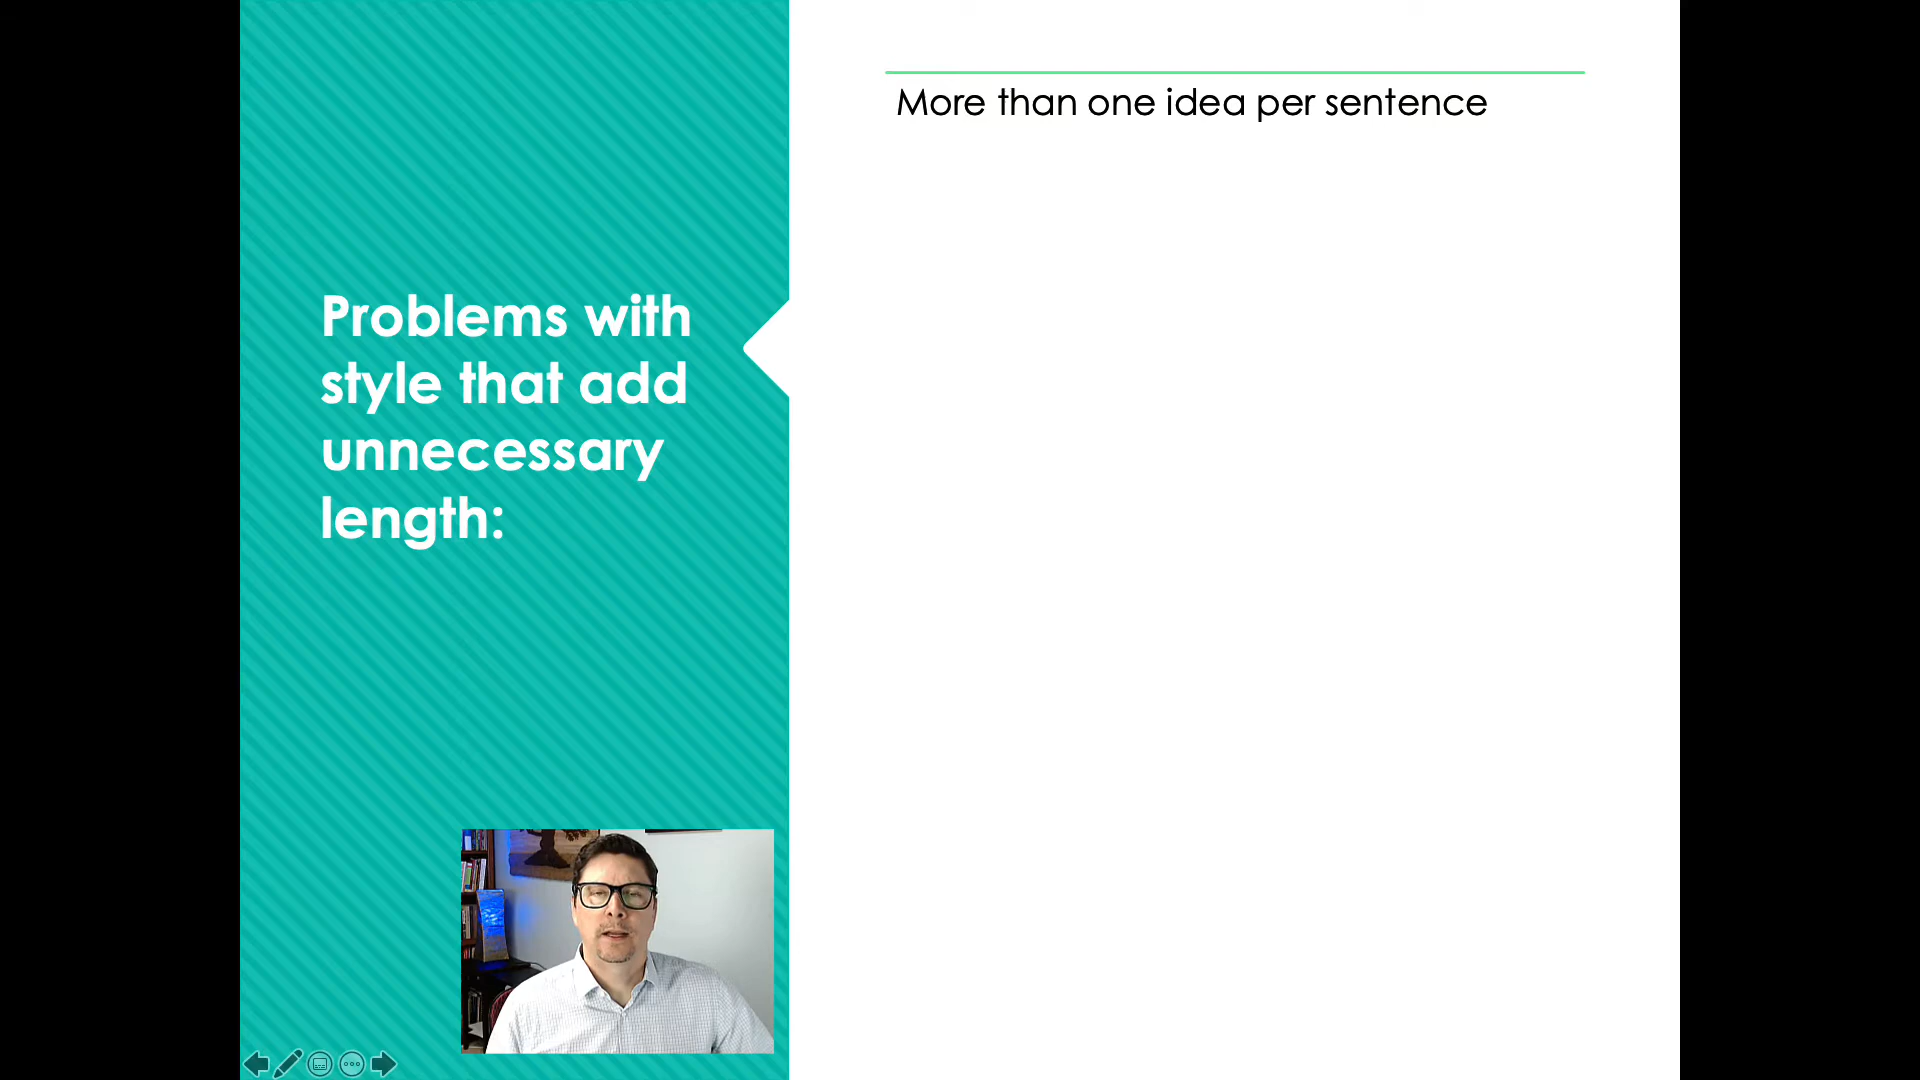 Problems with
style that add
unnecessary
length:
More than one idea per sentence